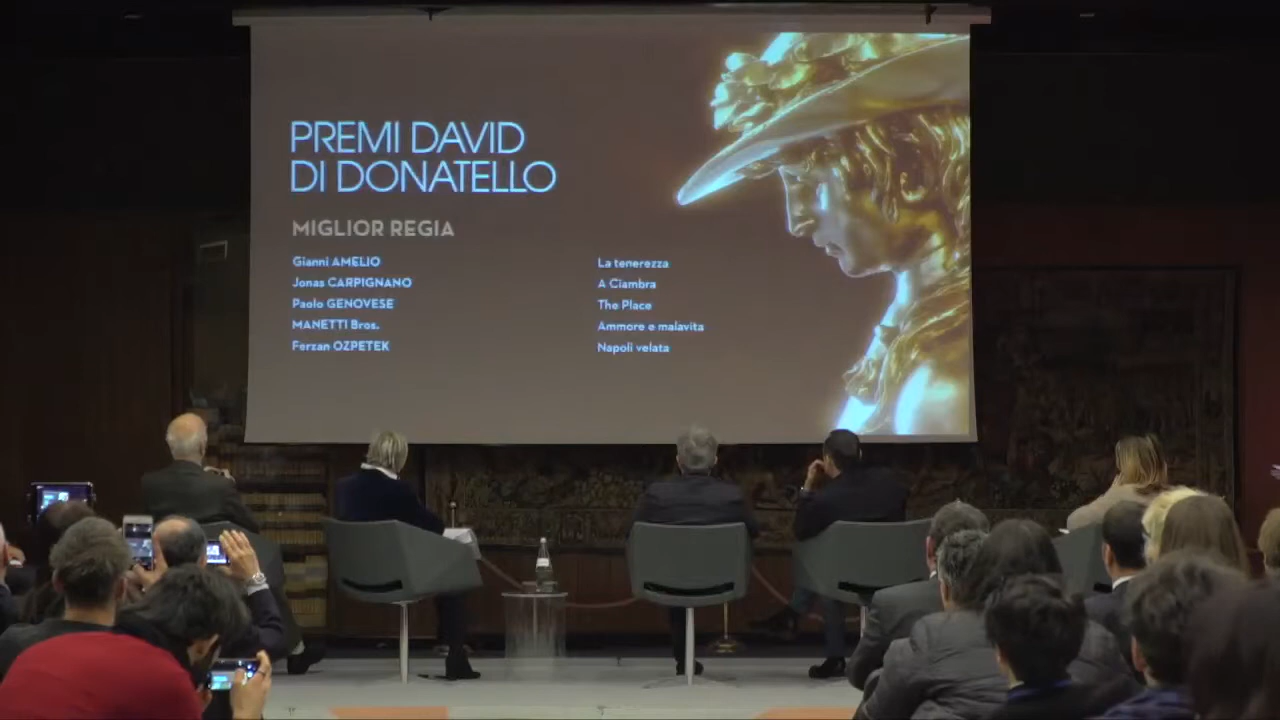 PREMI DAVID
DI DONATELLO
MIGLIOR REGIA
Gianni AMELIO La tenerezza
Jonas CARPIGNANO A Ciambra
Paolo GENOVESE The Place
MANETTI Bros. Ammore e malavita
Ferzan OZPETEK Napoli velata